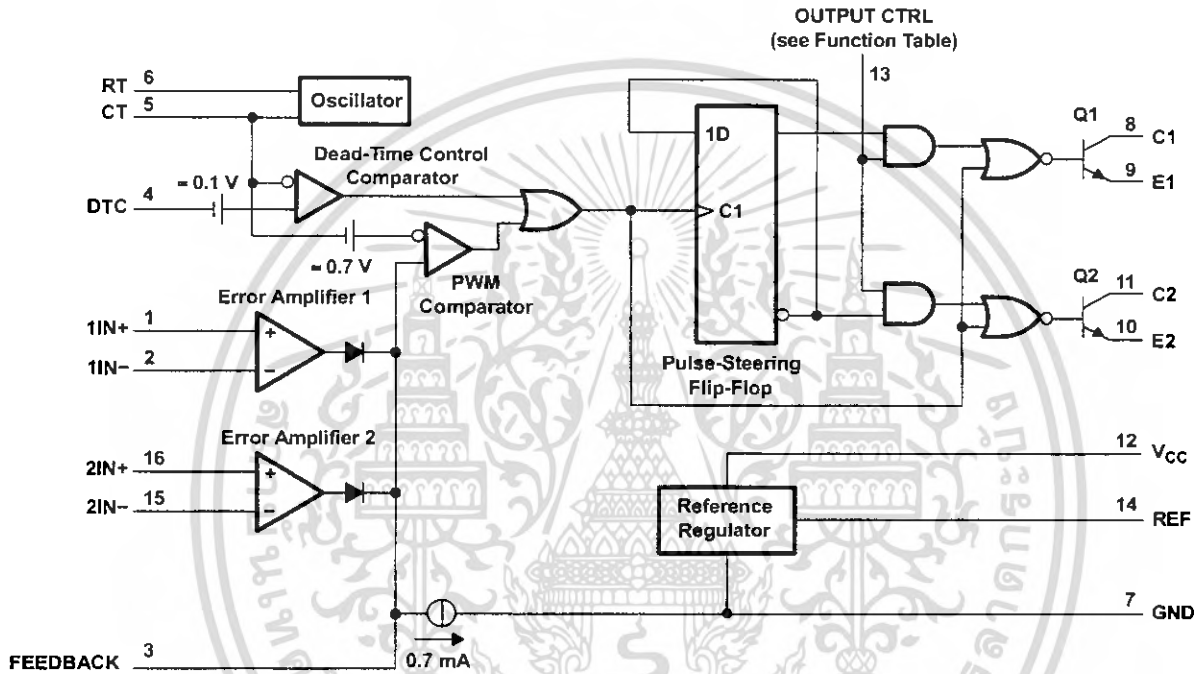 OUTPUT CTRL
(see Function Table)
13
RT 6
CT 5
Oscillator
Dead-Time Control
Comparator
= 0.1 V
DTC 4
= 0.7 V
PWM
Comparator
1D
C1
Pulse-Steering
Flip-Flop
Q1
8 C1
9 E1
Q2
11 C2
10 E2
Error Amplifier 1
1IN+ 1
+
1IN− 2
−
Error Amplifier 2
2IN+ 16
+
2IN− 15
−
12 VCC
Reference
Regulator
14 REF
7 GND
0.7 mA
FEEDBACK 3